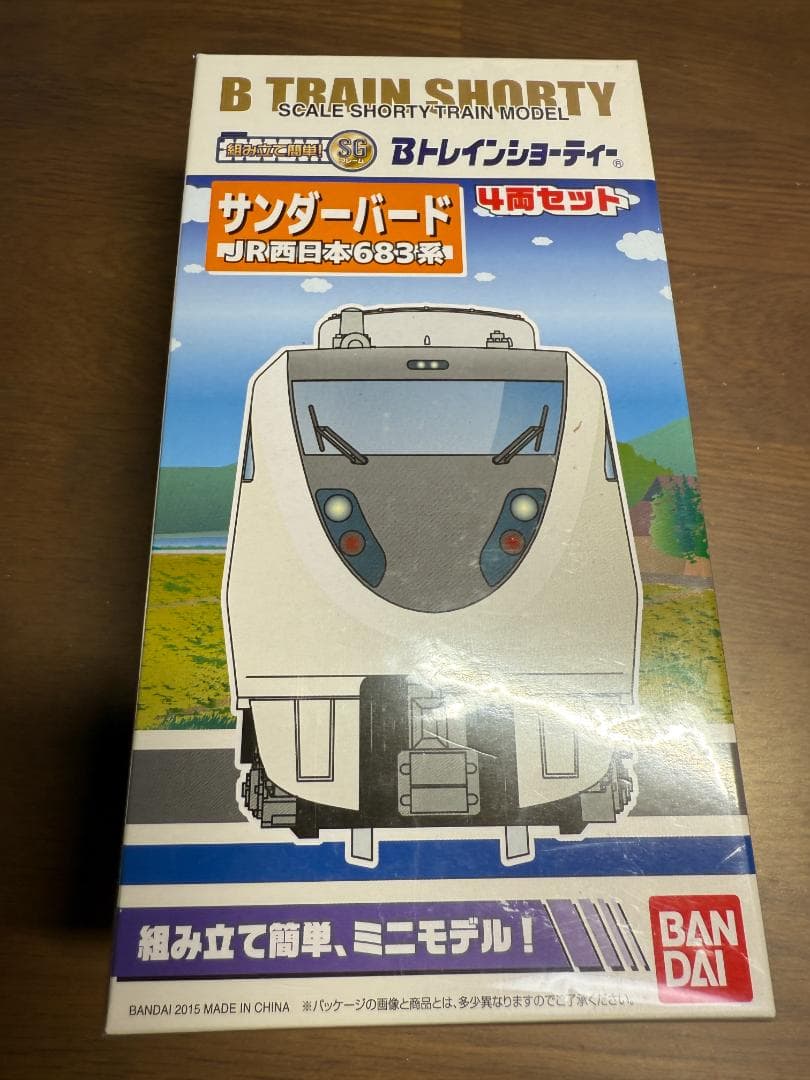 B TRAIN SHORTY
SCALE SHORTY TRAIN MODEL
組み立て簡単!
SG
フレーム
Bトレインショーティー®
サンダーバード
4両セット
JR西日本683系
組み立て簡単、ミニモデル!
BAN
DAI
BANDAI 2015 MADE IN CHINA ※パッケージの画像と商品とは、多少異なりますのでご了承ください。